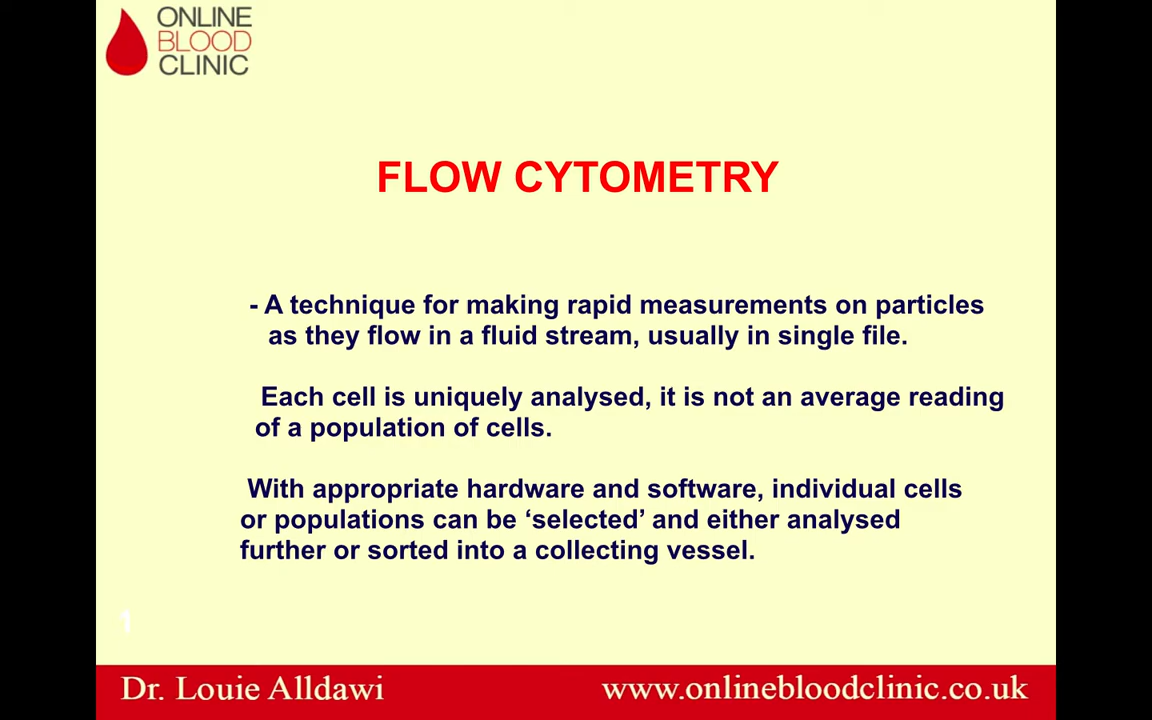 ONLINE
BLOOD
CLINIC
FLOW CYTOMETRY
- A technique for making rapid measurements on particles
as they flow in a fluid stream, usually in single file.
Each cell is uniquely analysed, it is not an average reading
of a population of cells.
With appropriate hardware and software, individual cells
or populations can be ‘selected’ and either analysed
further or sorted into a collecting vessel.
1
Dr. Louie Alldawi
www.onlinebloodclinic.co.uk